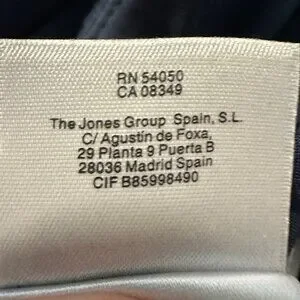 RN 54050
CA 08349
The Jones Group Spain, S.L.
C/ Agustín de Foxa,
29 Planta 9 Puerta B
28036 Madrid Spain
CIF B85998490